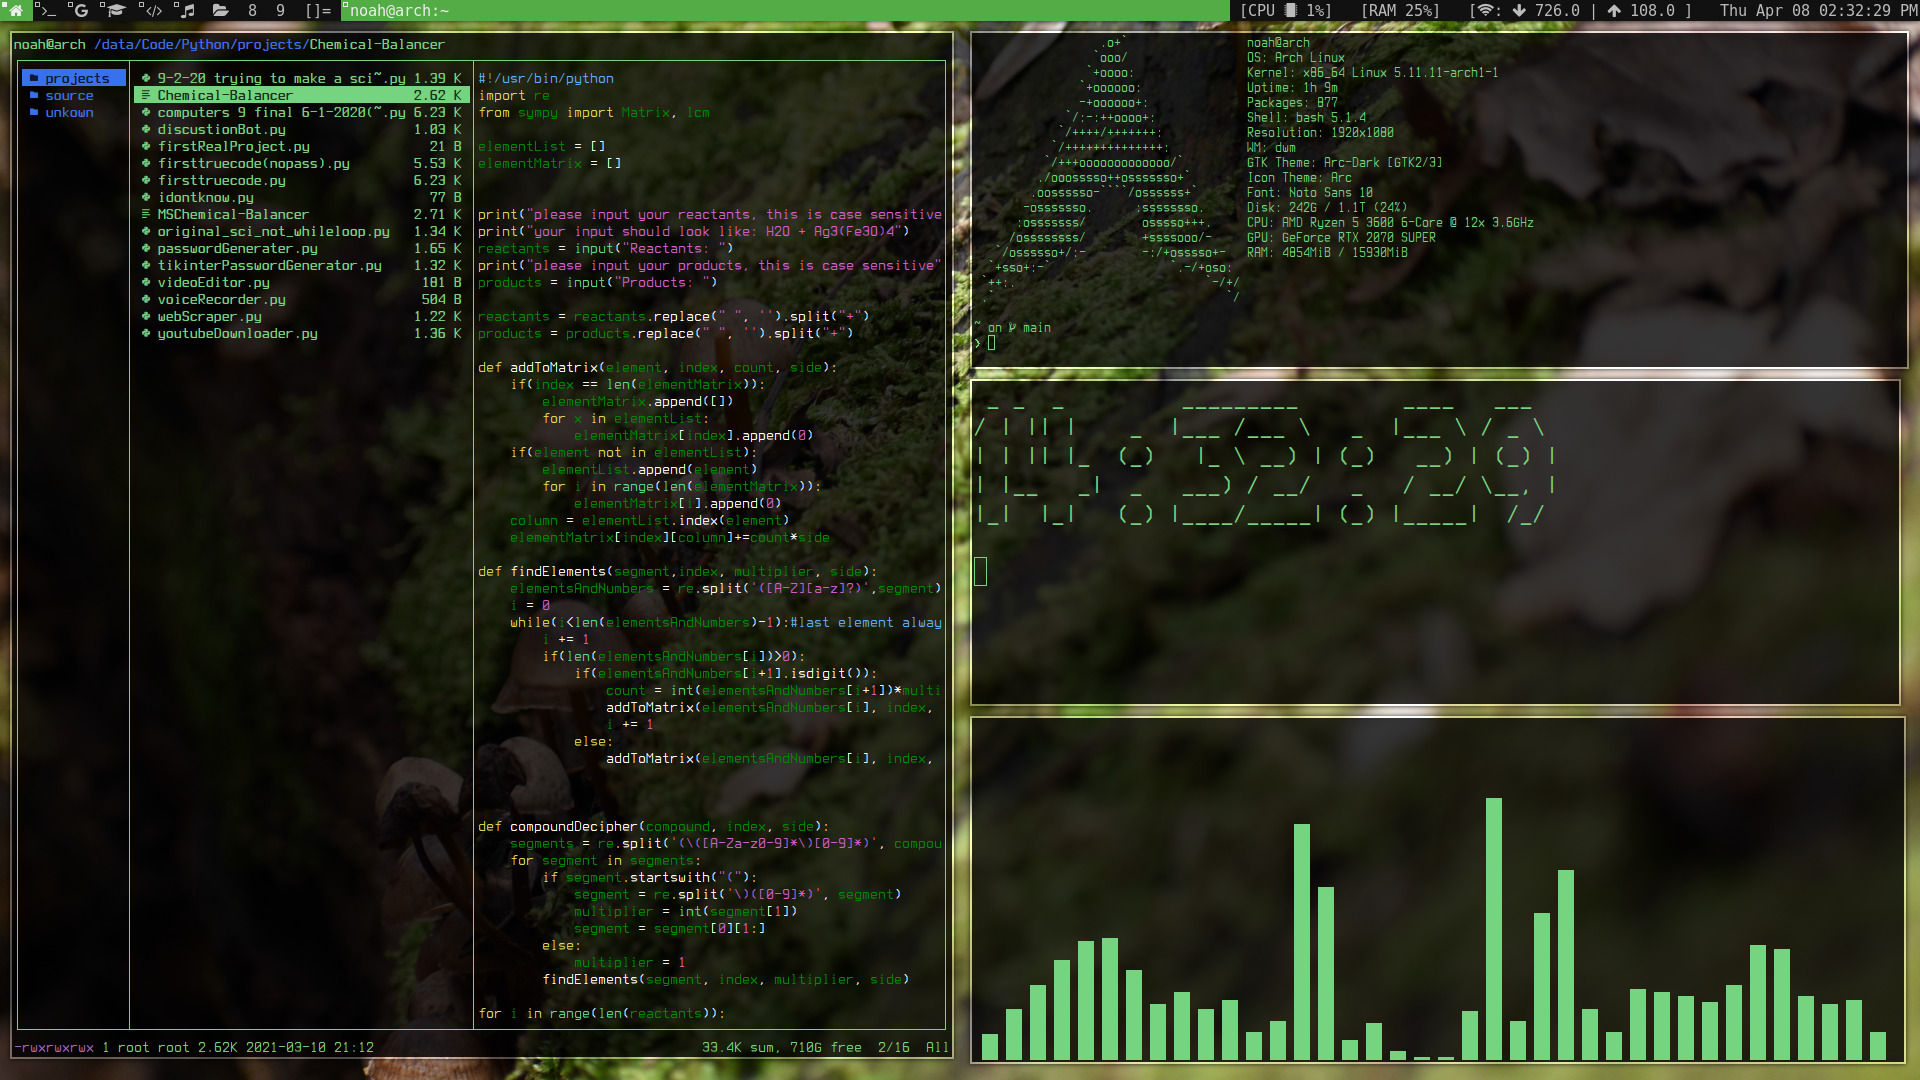 8 9 []= noah@arch:~ [CPU 1%] [RAM 25%] [ : 726.0 | 108.0 ] Thu Apr 08 02:32:29 PM
noah@arch /data/Code/Python/projects/Chemical-Balancer
projects
source
unkown
9-2-20 trying to make a sci~.py 1.39 K
Chemical-Balancer 2.62 K
computers 9 final 6-1-2020(~.py 6.23 K
discustionBot.py 1.03 K
firstRealProject.py 21 B
firsttruecode(nopass).py 5.53 K
firsttruecode.py 6.23 K
idontknow.py 77 B
MSChemical-Balancer 2.71 K
original_sci_not_whileloop.py 1.34 K
passwordGenerater.py 1.65 K
tikinterPasswordGenerator.py 1.32 K
videoEditor.py 181 B
voiceRecorder.py 504 B
webScraper.py 1.22 K
youtubeDownloader.py 1.36 K
#!/usr/bin/python
import re
from sympy import Matrix, lcm
elementList = []
elementMatrix = []
print("please input your reactants, this is case sensitive
print("your input should look like: H2O + Ag3(Fe3O)4")
reactants = input("Reactants: ")
print("please input your products, this is case sensitive"
products = input("Products: ")
reactants = reactants.replace(" ", '').split("+")
products = products.replace(" ", '').split("+")
def addToMatrix(element, index, count, side):
    if(index == len(elementMatrix)):
        elementMatrix.append([])
        for x in elementList:
            elementMatrix[index].append(0)
    if(element not in elementList):
        elementList.append(element)
        for i in range(len(elementMatrix)):
            elementMatrix[i].append(0)
    column = elementList.index(element)
    elementMatrix[index][column]+=count*side
def findElements(segment,index, multiplier, side):
    elementsAndNumbers = re.split('([A-Z][a-z]?)',segment)
    i = 0
    while(i<len(elementsAndNumbers)-1):#last element alway
        i += 1
        if(len(elementsAndNumbers[i])>0):
            if(elementsAndNumbers[i+1].isdigit()):
                count = int(elementsAndNumbers[i+1])*multi
                addToMatrix(elementsAndNumbers[i], index,
                i += 1
            else:
                addToMatrix(elementsAndNumbers[i], index,
def compoundDecipher(compound, index, side):
    segments = re.split('(\([A-Za-z0-9]*\)[0-9]*)', compou
    for segment in segments:
        if segment.startswith("("):
            segment = re.split('\)([0-9]*)', segment)
            multiplier = int(segment[1])
            segment = segment[0][1:]
        else:
            multiplier = 1
        findElements(segment, index, multiplier, side)
for i in range(len(reactants)):
-rwxrwxrwx 1 root root 2.62K 2021-03-10 21:12 33.4K sum, 710G free 2/16 All
noah@arch
OS: Arch Linux
Kernel: x86_64 Linux 5.11.11-arch1-1
Uptime: 1h 9m
Packages: 877
Shell: bash 5.1.4
Resolution: 1920x1080
WM: dwm
GTK Theme: Arc-Dark [GTK2/3]
Icon Theme: Arc
Font: Noto Sans 10
Disk: 242G / 1.1T (24%)
CPU: AMD Ryzen 5 3600 6-Core @ 12x 3.6GHz
GPU: GeForce RTX 2070 SUPER
RAM: 4054MiB / 15930MiB
~ on main
❯
14:32:29